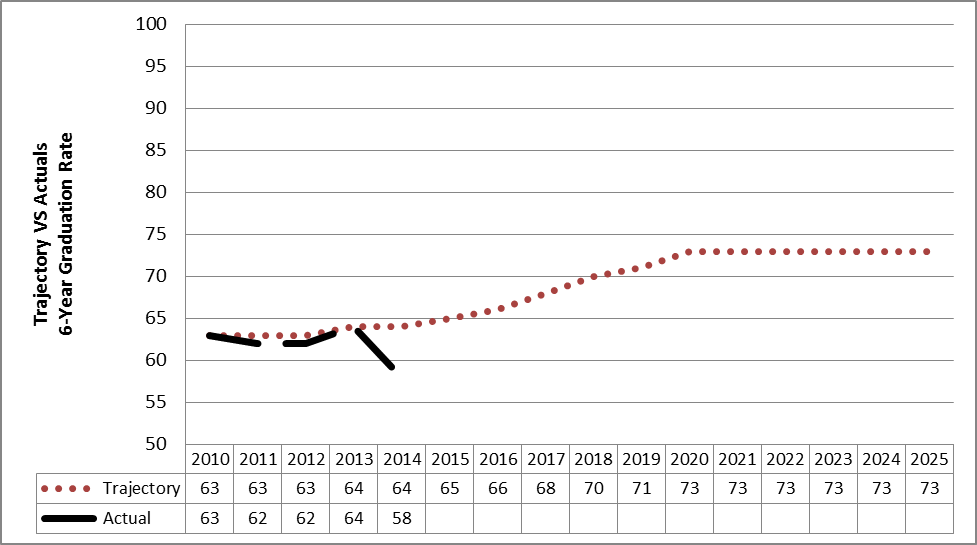 100
95
90
85
80
75
70
65
60
55
50
Trajectory VS Actuals
6-Year Graduation Rate
2010 2011 2012 2013 2014 2015 2016 2017 2018 2019 2020 2021 2022 2023 2024 2025
Trajectory 63 63 63 64 64 65 66 68 70 71 73 73 73 73 73 73
Actual 63 62 62 64 58